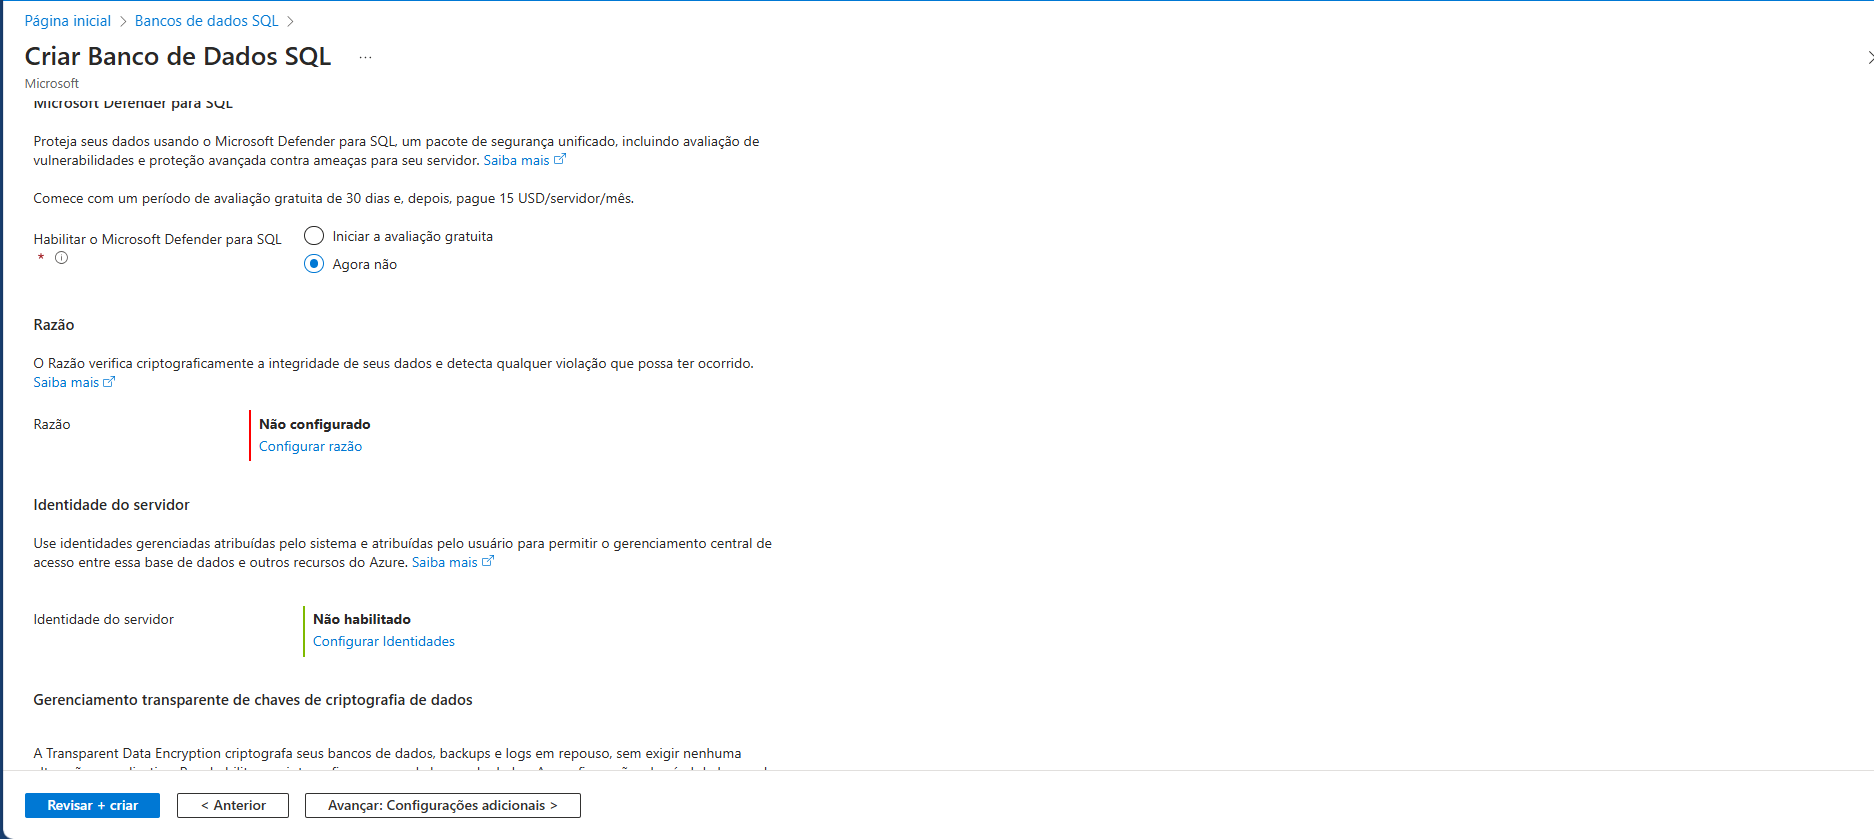 Página inicial > Bancos de dados SQL >
Criar Banco de Dados SQL ...
Microsoft
Microsoft Defender para SQL
Proteja seus dados usando o Microsoft Defender para SQL, um pacote de segurança unificado, incluindo avaliação de
vulnerabilidades e proteção avançada contra ameaças para seu servidor. Saiba mais
Comece com um período de avaliação gratuita de 30 dias e, depois, pague 15 USD/servidor/mês.
Habilitar o Microsoft Defender para SQL
*
Iniciar a avaliação gratuita
Agora não
Razão
O Razão verifica criptograficamente a integridade de seus dados e detecta qualquer violação que possa ter ocorrido.
Saiba mais
Razão
Não configurado
Configurar razão
Identidade do servidor
Use identidades gerenciadas atribuídas pelo sistema e atribuídas pelo usuário para permitir o gerenciamento central de
acesso entre essa base de dados e outros recursos do Azure. Saiba mais
Identidade do servidor
Não habilitado
Configurar Identidades
Gerenciamento transparente de chaves de criptografia de dados
A Transparent Data Encryption criptografa seus bancos de dados, backups e logs em repouso, sem exigir nenhuma
Revisar + criar
< Anterior
Avançar: Configurações adicionais >